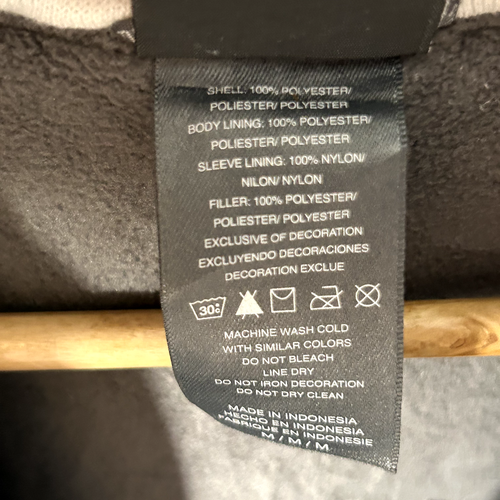 SHELL: 100% POLYESTER/
POLIESTER/ POLYESTER
BODY LINING: 100% POLYESTER/
POLIESTER/ POLYESTER
SLEEVE LINING: 100% NYLON/
NILON/ NYLON
FILLER: 100% POLYESTER/
POLIESTER/ POLYESTER
EXCLUSIVE OF DECORATION
EXCLUYENDO DECORACIONES
DECORATION EXCLUE
30c
MACHINE WASH COLD
WITH SIMILAR COLORS
DO NOT BLEACH
LINE DRY
DO NOT IRON DECORATION
DO NOT DRY CLEAN
MADE IN INDONESIA
HECHO EN INDONESIA
FABRIQUE EN INDONESIE
M / M / M